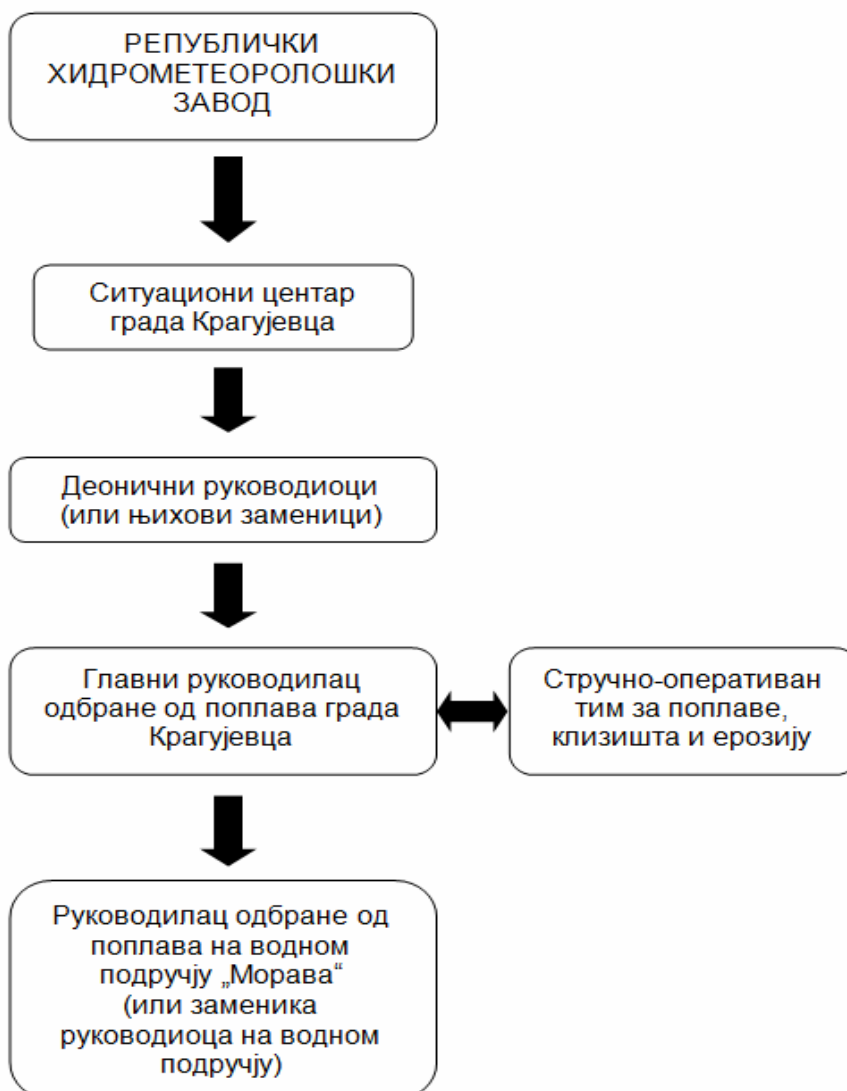 РЕПУБЛИЧКИ
ХИДРОМЕТЕОРОЛОШКИ
ЗАВОД
Ситуациони центар
града Крагујевца
Деонични руководиоци
(или њихови заменици)
Главни руководилац
одбране од поплава града
Крагујевца
Стручно-оперативан
тим за поплаве,
клизишта и ерозију
Руководилац одбране од
поплава на водном
подручју „Морава“
(или заменика
руководиоца на водном
подручју)